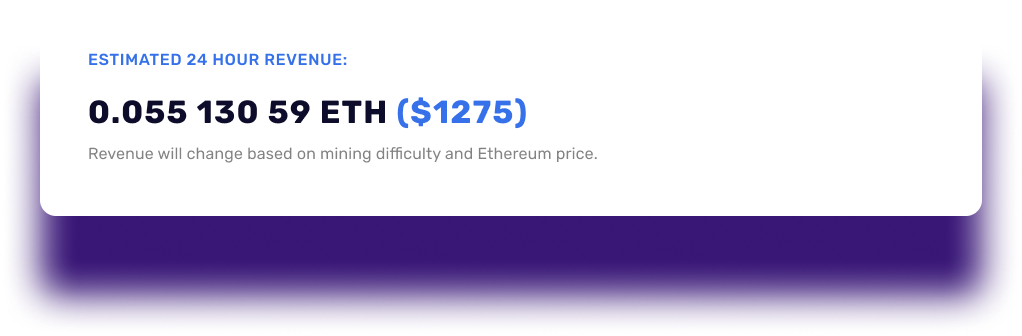 ESTIMATED 24 HOUR REVENUE:
0.055 130 59 ETH ($1275)
Revenue will change based on mining difficulty and Ethereum price.